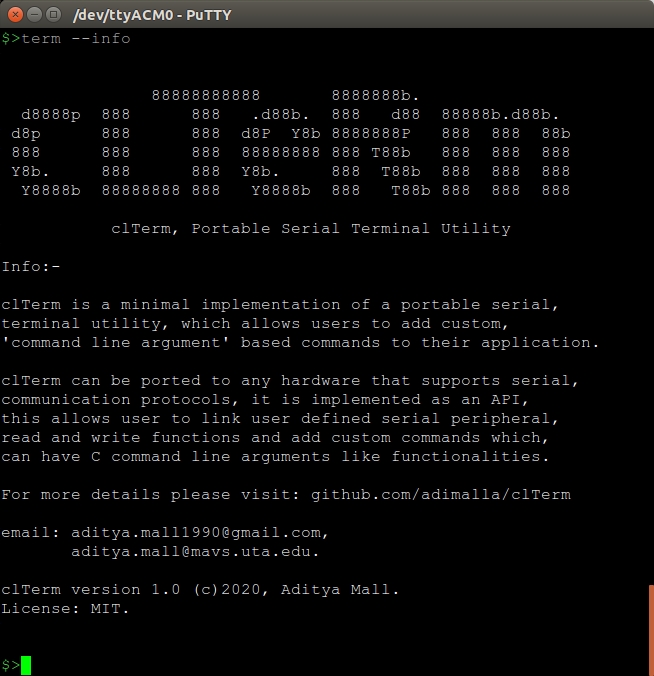 /dev/ttyACM0 - PuTTY
$>term --info
               88888888888       8888888b.
  d8888p  888      888   .d88b.  888   d88  88888b.d88b.
 d8p      888      888  d8P  Y8b 8888888P   888  888  88b
 888      888      888  88888888 888 T88b   888  888  888
 Y8b.     888      888  Y8b.     888  T88b  888  888  888
  Y8888b  88888888 888   Y8888b  888   T88b 888  888  888
clTerm, Portable Serial Terminal Utility
Info:-
clTerm is a minimal implementation of a portable serial,
terminal utility, which allows users to add custom,
'command line argument' based commands to their application.
clTerm can be ported to any hardware that supports serial,
communication protocols, it is implemented as an API,
this allows user to link user defined serial peripheral,
read and write functions and add custom commands which,
can have C command line arguments like functionalities.
For more details please visit: github.com/adimalla/clTerm
email: aditya.mall1990@gmail.com,
aditya.mall@mavs.uta.edu.
clTerm version 1.0 (c)2020, Aditya Mall.
License: MIT.
$>